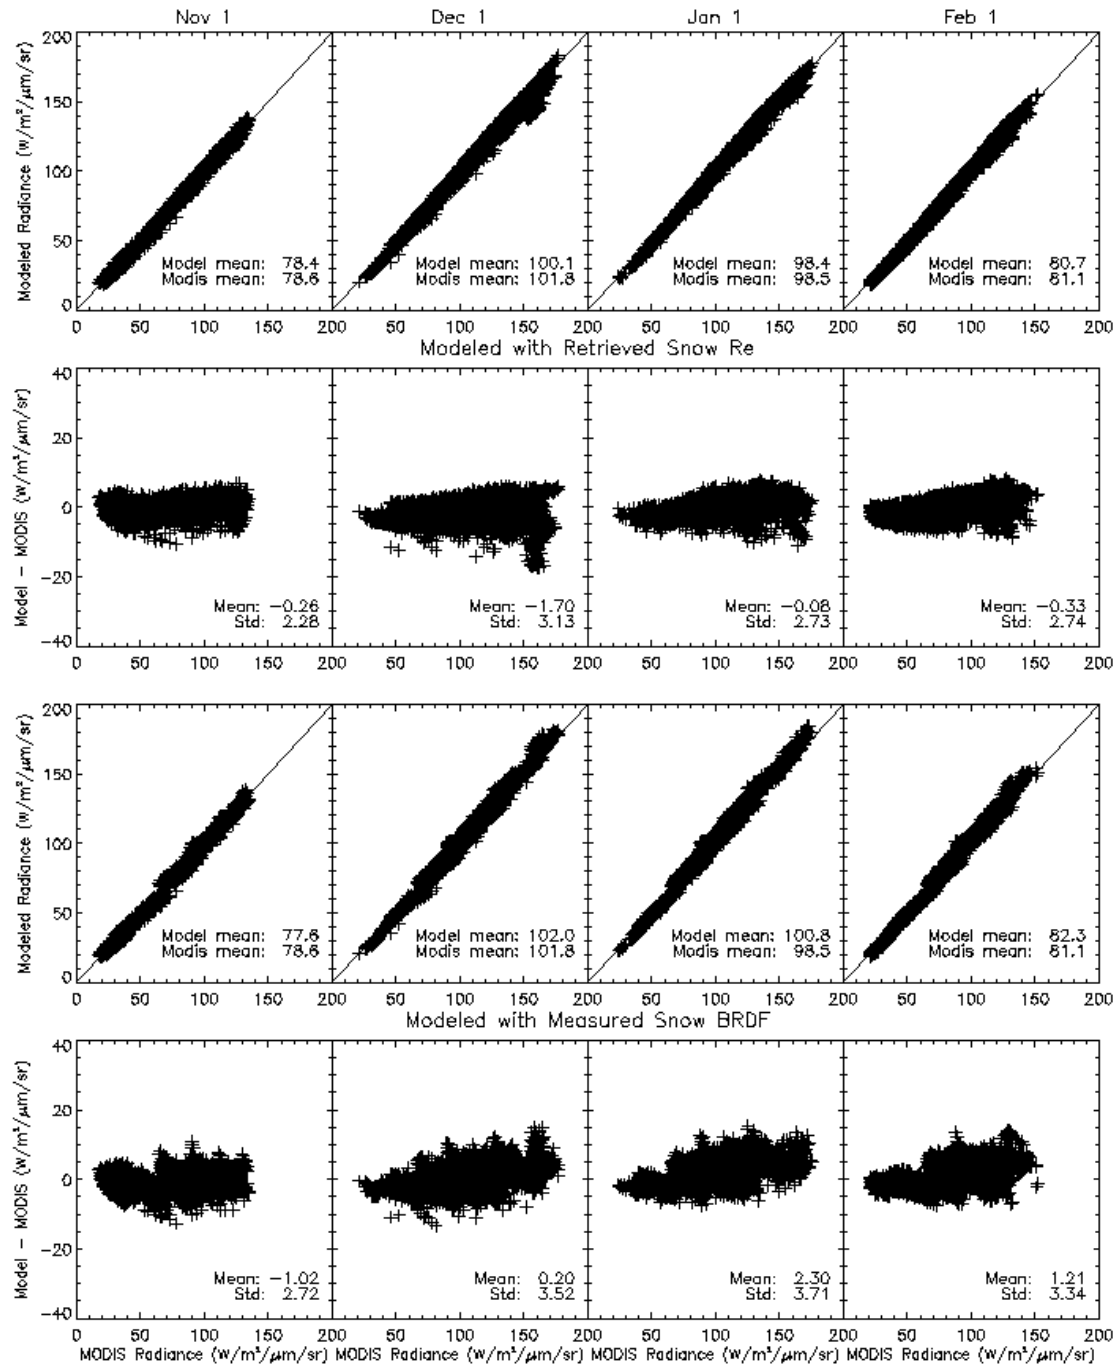 Nov 1 Dec 1 Jan 1 Feb 1
200
150
100
50
0
Modeled Radiance (w/m²/μm/sr)
Model mean: 78.4 Model mean: 100.1 Model mean: 98.4 Model mean: 80.7
Modis mean: 78.6 Modis mean: 101.8 Modis mean: 98.5 Modis mean: 81.1
0 50 100 150 200 50 100 150 200 50 100 150 200 50 100 150 200
Modeled with Retrieved Snow Re
40
20
0
-20
-40
Model - MODIS (w/m²/μm/sr)
Mean: -0.26 Mean: -1.70 Mean: -0.08 Mean: -0.33
Std: 2.28 Std: 3.13 Std: 2.73 Std: 2.74
0 50 100 150 200 50 100 150 200 50 100 150 200 50 100 150 200
200
150
100
50
0
Modeled Radiance (w/m²/μm/sr)
Model mean: 77.6 Model mean: 102.0 Model mean: 100.8 Model mean: 82.3
Modis mean: 78.6 Modis mean: 101.8 Modis mean: 98.5 Modis mean: 81.1
0 50 100 150 200 50 100 150 200 50 100 150 200 50 100 150 200
Modeled with Measured Snow BRDF
40
20
0
-20
-40
Model - MODIS (w/m²/μm/sr)
Mean: -1.02 Mean: 0.20 Mean: 2.30 Mean: 1.21
Std: 2.72 Std: 3.52 Std: 3.71 Std: 3.34
0 50 100 150 200 50 100 150 200 50 100 150 200 50 100 150 200
MODIS Radiance (w/m²/μm/sr) MODIS Radiance (w/m²/μm/sr) MODIS Radiance (w/m²/μm/sr) MODIS Radiance (w/m²/μm/sr)